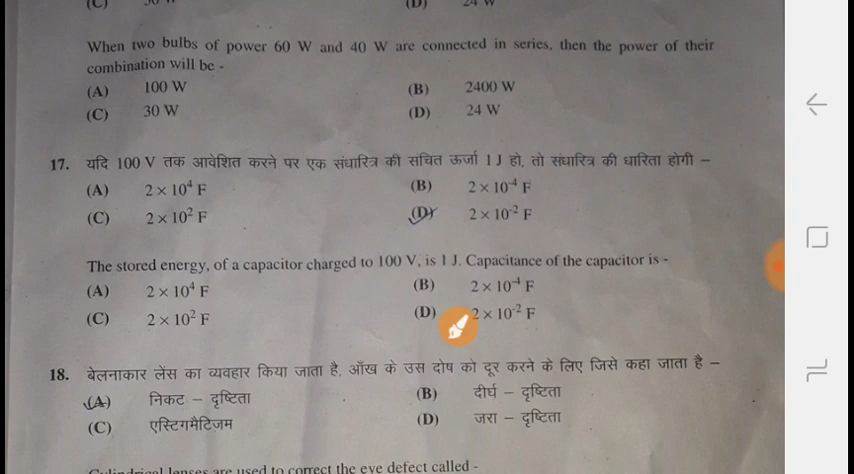 (C) 30 W (D) 24 W
When two bulbs of power 60 W and 40 W are connected in series, then the power of their
combination will be -
(A) 100 W (B) 2400 W
(C) 30 W (D) 24 W
17. यदि 100 V तक आवेशित करने पर एक संधारित्र की संचित ऊर्जा 1 J हो, तो संधारित्र की धारिता होगी –
(A) 2 × 10⁴ F (B) 2 × 10⁻⁴ F
(C) 2 × 10² F (D) 2 × 10⁻² F
The stored energy, of a capacitor charged to 100 V, is 1 J. Capacitance of the capacitor is -
(A) 2 × 10⁴ F (B) 2 × 10⁻⁴ F
(C) 2 × 10² F (D) 2 × 10⁻² F
18. बेलनाकार लेंस का व्यवहार किया जाता है, आँख के उस दोष को दूर करने के लिए जिसे कहा जाता है –
(A) निकट – दृष्टिता (B) दीर्घ – दृष्टिता
(C) एस्टिगमैटिजम (D) जरा – दृष्टिता
Cylindrical lenses are used to correct the eye defect called -